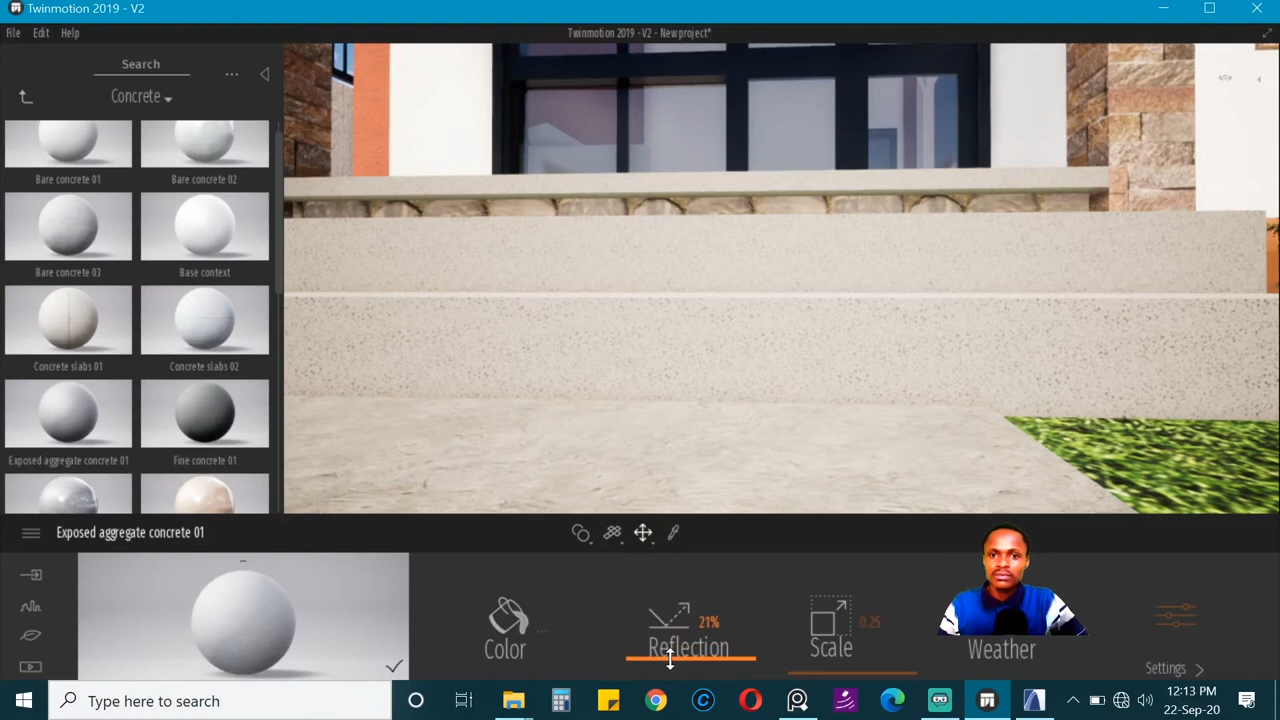 Twinmotion 2019 - V2
File Edit Help
Twinmotion 2019 - V2 - New project*
Search
...
Concrete
Bare concrete 01
Bare concrete 02
Bare concrete 03
Base context
Concrete slabs 01
Concrete slabs 02
Exposed aggregate concrete 01
Fine concrete 01
Exposed aggregate concrete 01
...
Color
...
21%
Reflection
0.25
Scale
Weather
Settings
Type here to search
12:13 PM
22-Sep-20